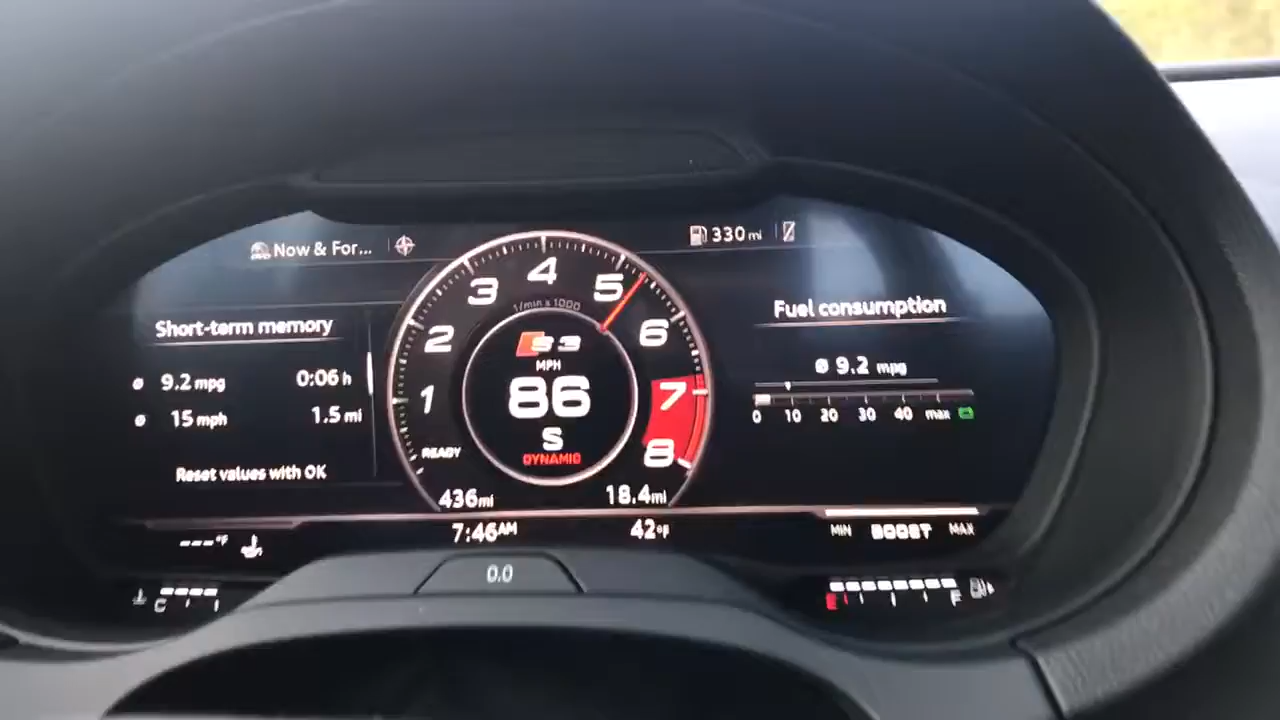 Now & For...
330 mi
Short-term memory
ø 9.2 mpg 0:06 h
ø 15 mph 1.5 mi
Reset values with OK
1 2 3 4 5 6 7 8
1/min x 1000
S3
MPH
86
S
DYNAMIC
READY
436mi 18.4mi
7:46AM 42°F
Fuel consumption
ø 9.2 mpg
0 10 20 30 40 max
MIN BOOST MAX
---°F
0.0
C
E F